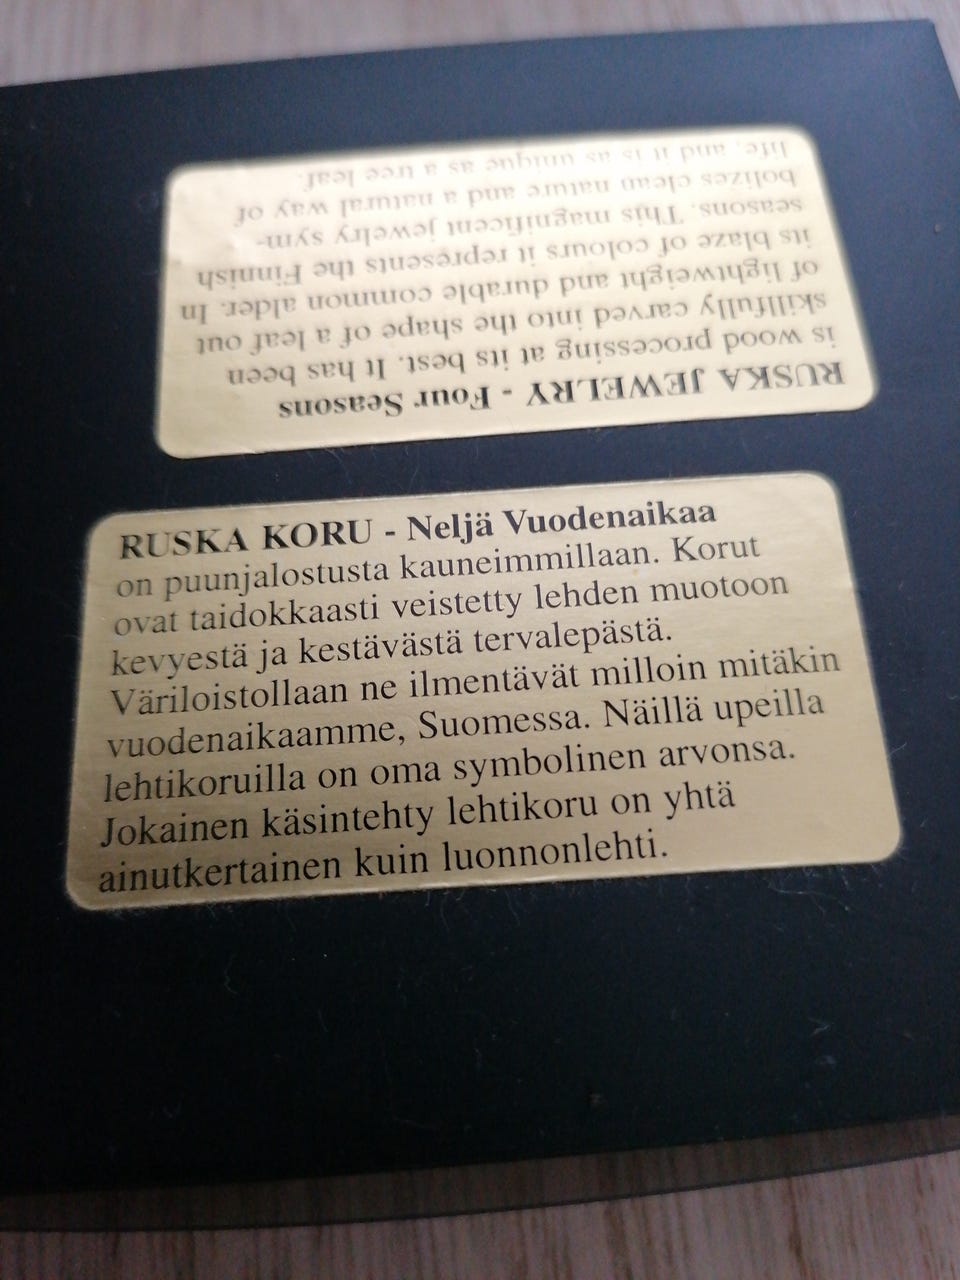 RUSKA JEWELRY - Four Seasons
is wood processing at its best. It has been
skillfully carved into the shape of a leaf out
of lightweight and durable common alder. In
its blaze of colours it represents the Finnish
seasons. This magnificent jewelry sym-
bolizes clean nature and a natural way of
life, and it is as unique as a tree leaf.
RUSKA KORU - Neljä Vuodenaikaa
on puunjalostusta kauneimmillaan. Korut
ovat taidokkaasti veistetty lehden muotoon
kevyestä ja kestävästä tervalepästä.
Väriloistollaan ne ilmentävät milloin mitäkin
vuodenaikaamme, Suomessa. Näillä upeilla
lehtikoruilla on oma symbolinen arvonsa.
Jokainen käsintehty lehtikoru on yhtä
ainutkertainen kuin luonnonlehti.